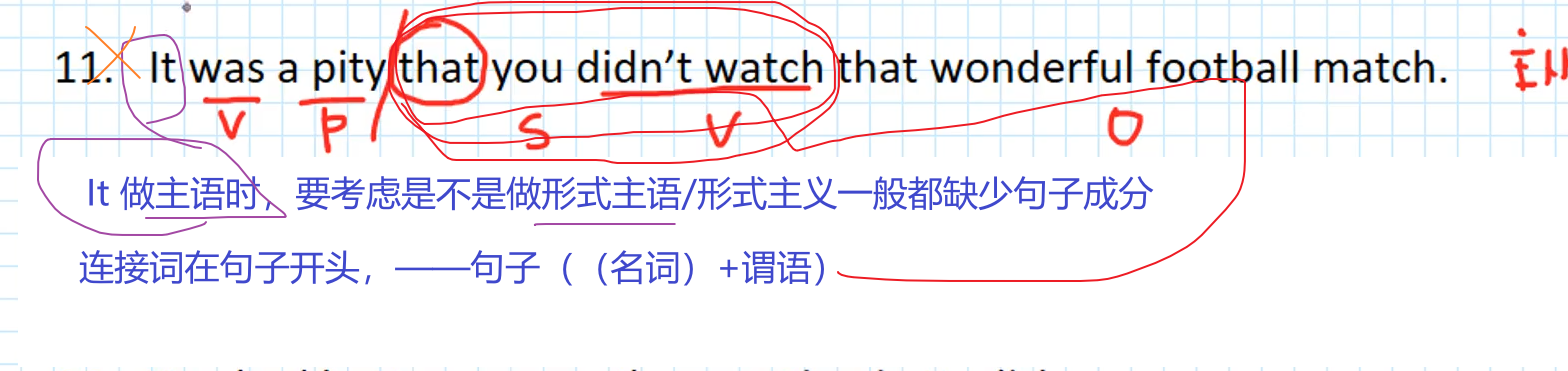 11. It was a pity that you didn't watch that wonderful football match. 主
V P S V O
It 做主语时，要考虑是不是做形式主语/形式主义一般都缺少句子成分
连接词在句子开头，——句子（（名词）+谓语）